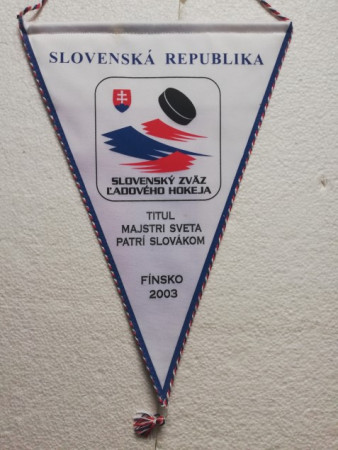 SLOVENSKÁ REPUBLIKA
SLOVENSKÝ ZVÄZ
ĽADOVÉHO HOKEJA
TITUL
MAJSTRI SVETA
PATRÍ SLOVÁKOM
FÍNSKO
2003